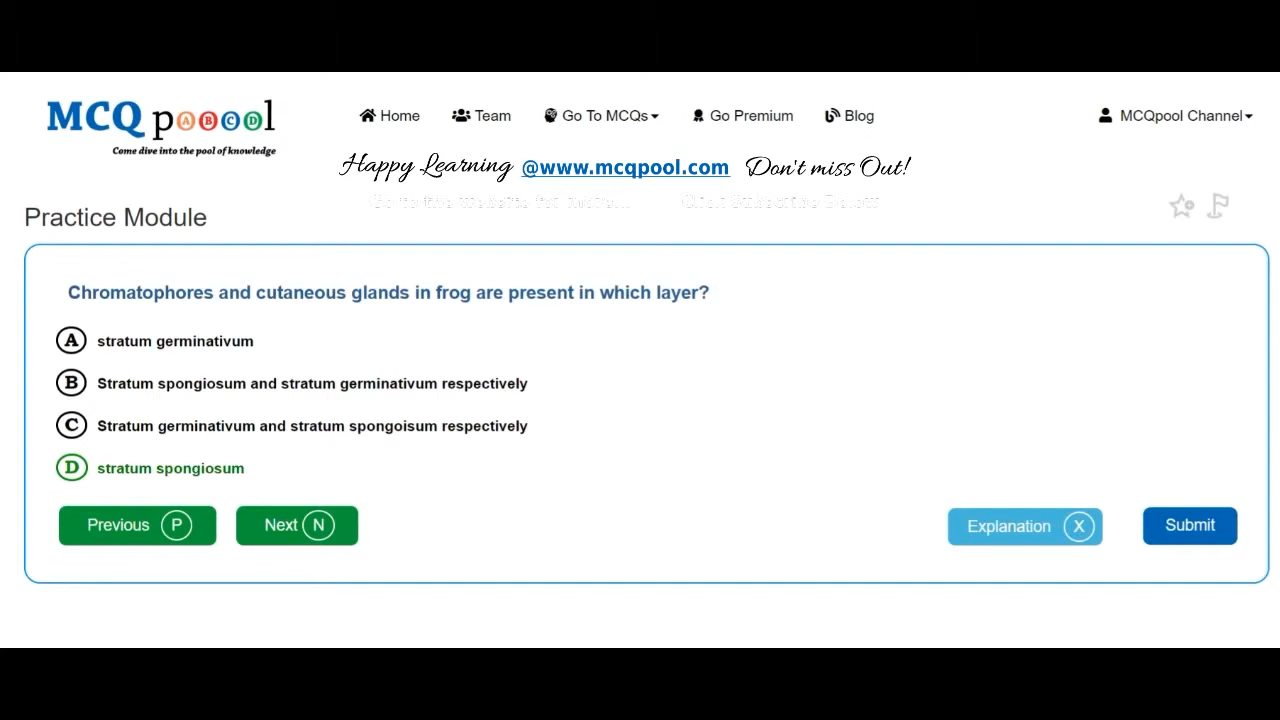 MCQ pooool
Come dive into the pool of knowledge
Home Team Go To MCQs Go Premium Blog MCQpool Channel
Happy Learning @www.mcqpool.com Don't miss Out!
Practice Module
Chromatophores and cutaneous glands in frog are present in which layer?
A stratum germinativum
B Stratum spongiosum and stratum germinativum respectively
C Stratum germinativum and stratum spongoisum respectively
D stratum spongiosum
Previous P Next N Explanation X Submit